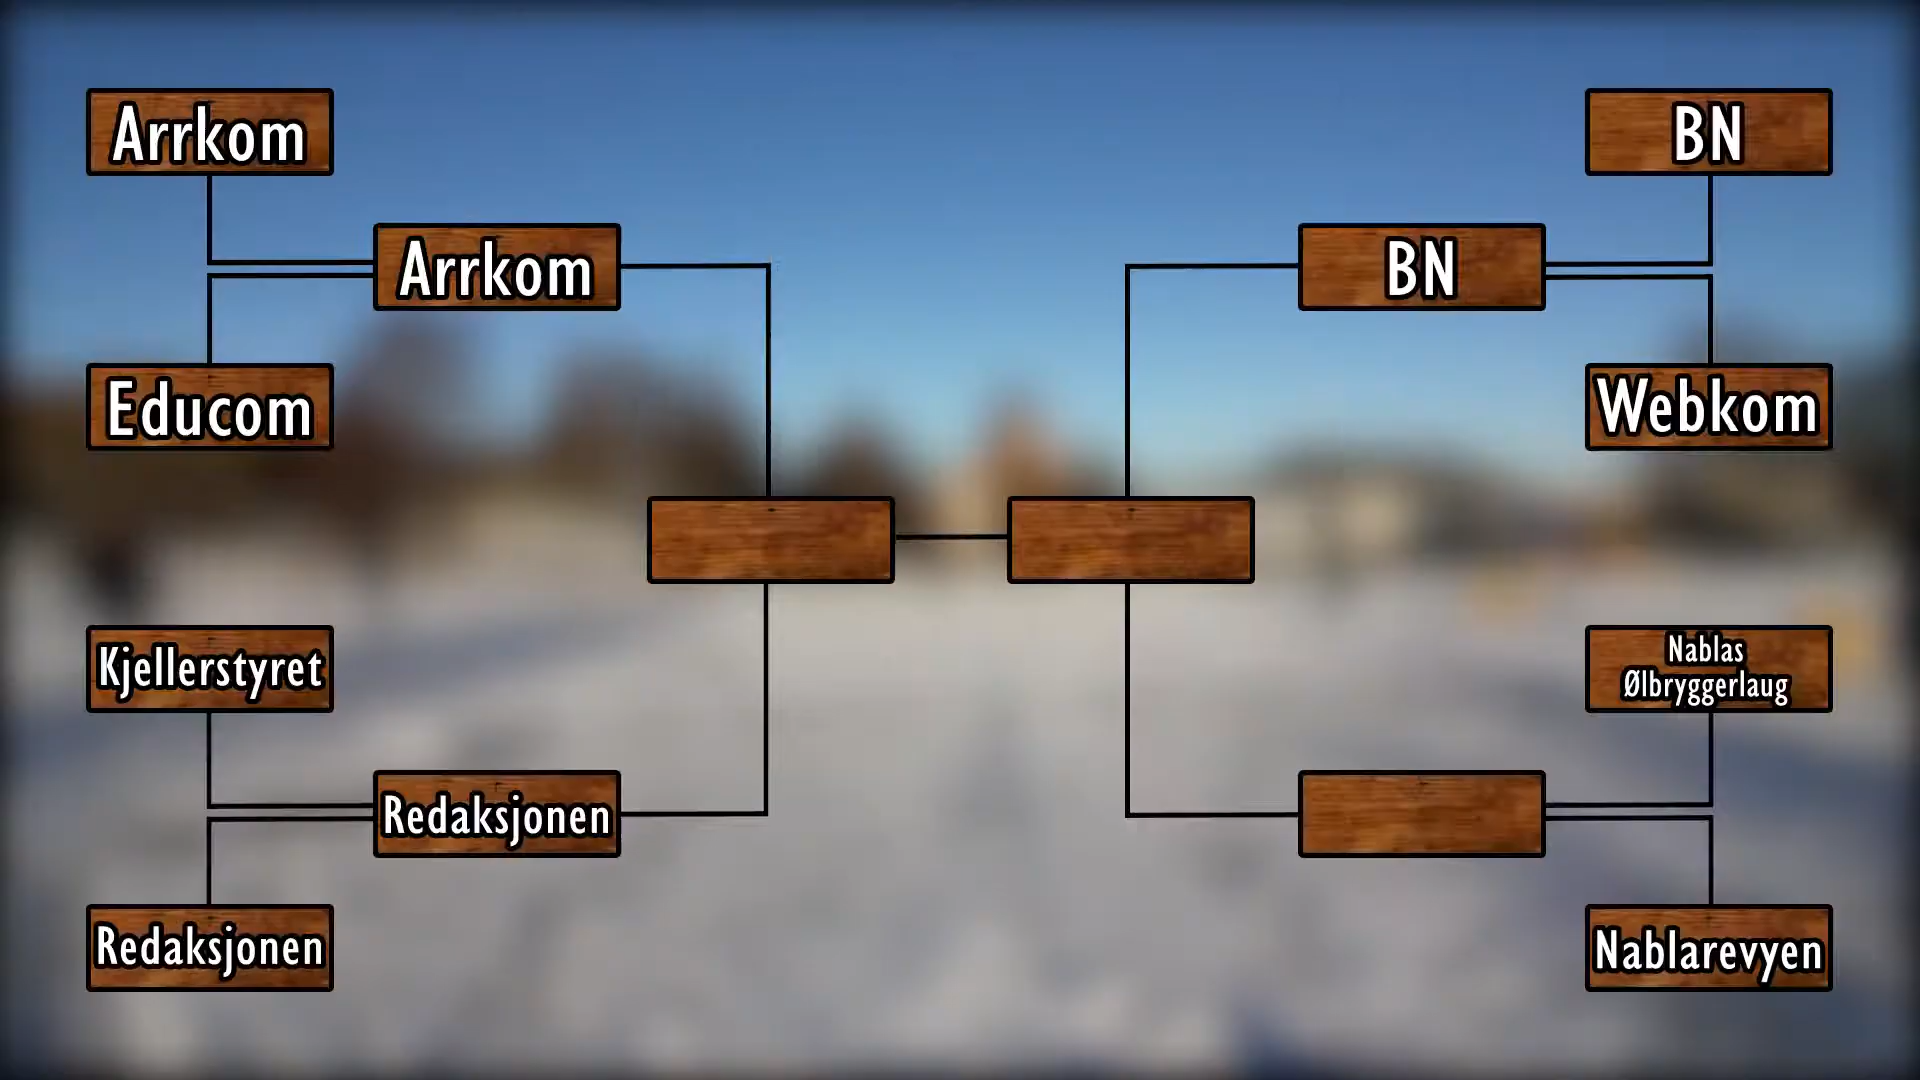 Arrkom
BN
Arrkom
BN
Educom
Webkom
Kjellerstyret
Nablas
Ølbryggerlaug
Redaksjonen
Redaksjonen
Nablarevyen